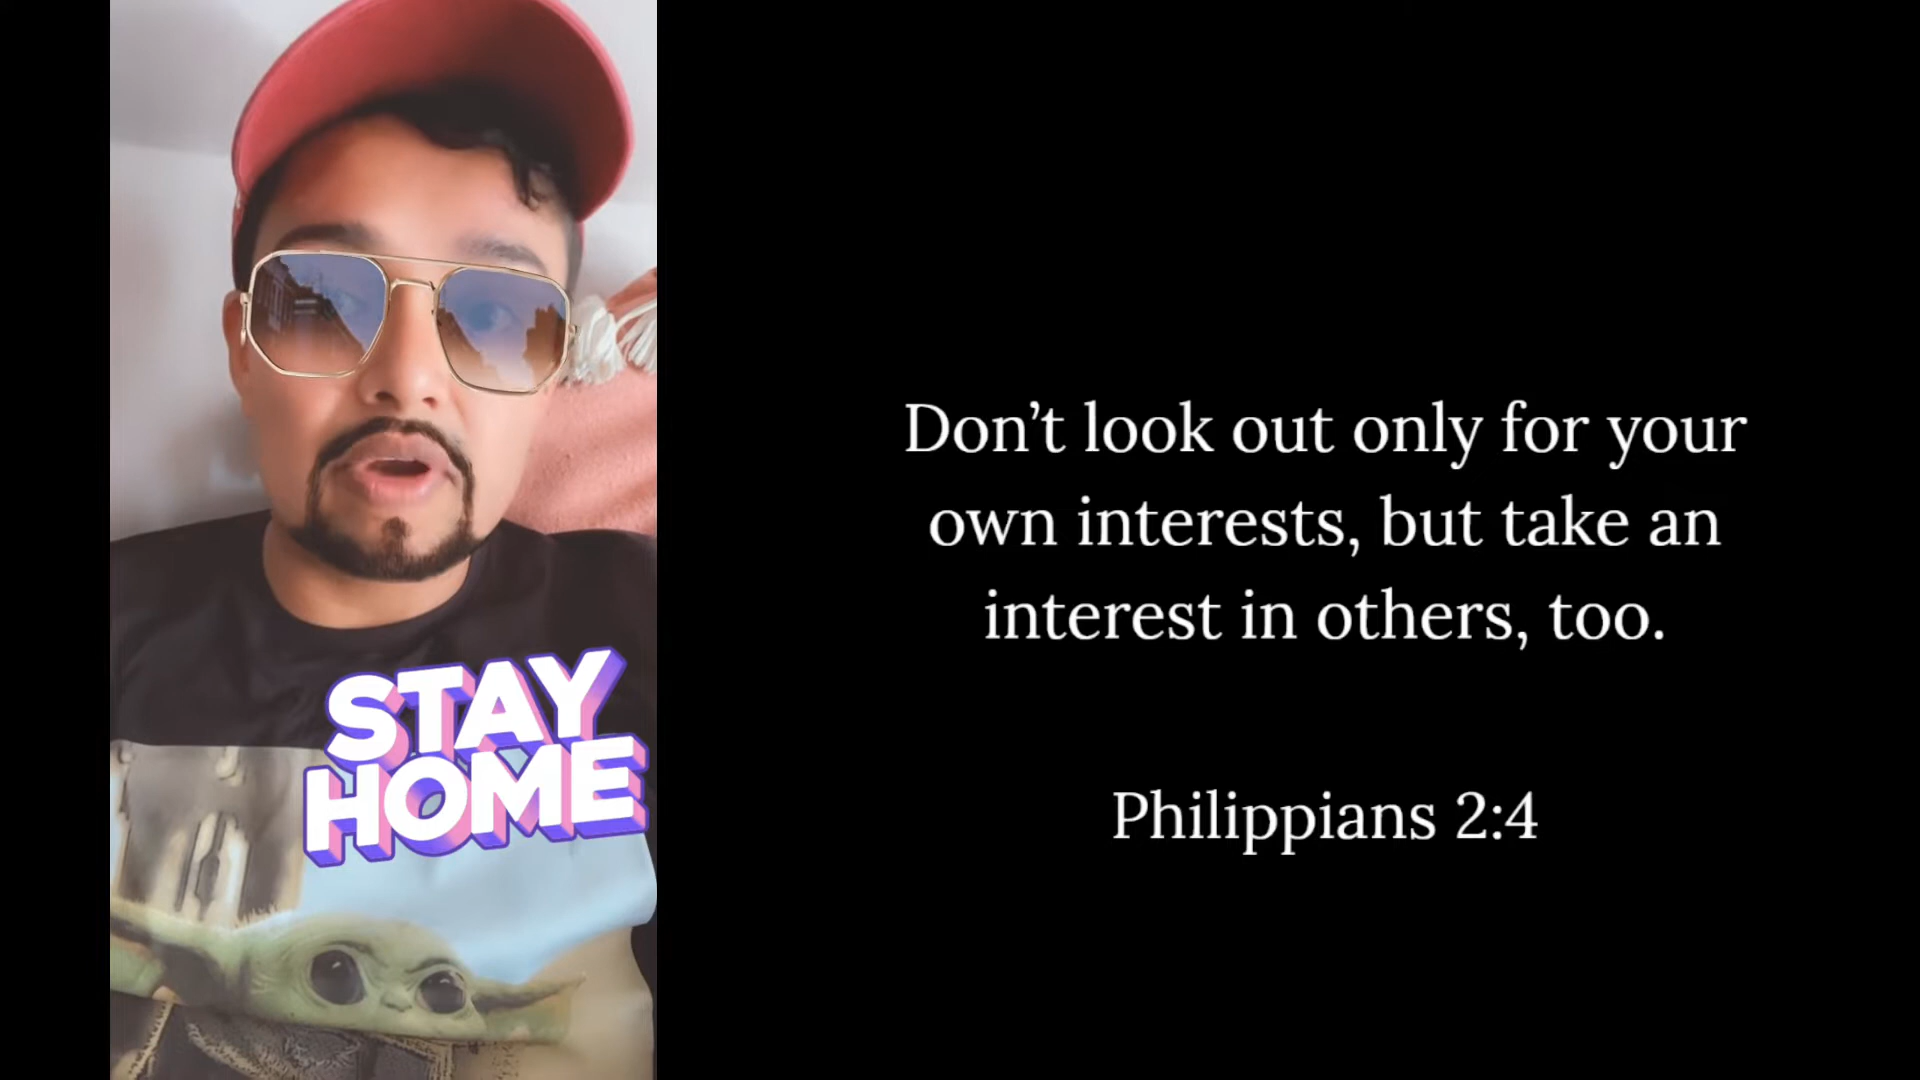 STAY
HOME
Don’t look out only for your
own interests, but take an
interest in others, too.
Philippians 2:4